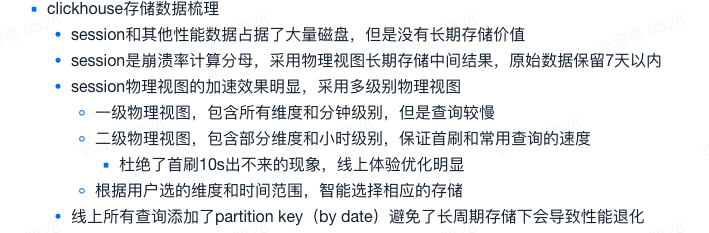 clickhouse存储数据梳理
session和其他性能数据占据了大量磁盘，但是没有长期存储价值
session是崩溃率计算分母，采用物理视图长期存储中间结果，原始数据保留7天以内
session物理视图的加速效果明显，采用多级别物理视图
一级物理视图，包含所有维度和分钟级别，但是查询较慢
二级物理视图，包含部分维度和小时级别，保证首刷和常用查询的速度
杜绝了首刷10s出不来的现象，线上体验优化明显
根据用户选的维度和时间范围，智能选择相应的存储
线上所有查询添加了partition key（by date）避免了长周期存储下会导致性能退化